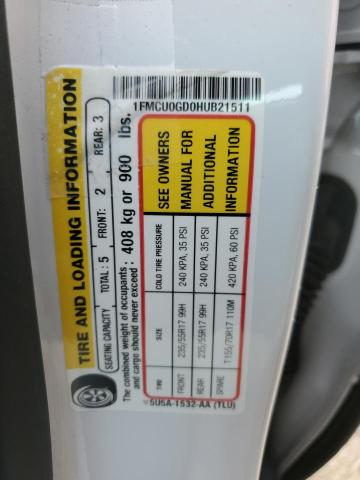 1FMCU0GD0HUB21511
TIRE AND LOADING INFORMATION
SEATING CAPACITY TOTAL: 5 FRONT: 2 REAR: 3
The combined weight of occupants and cargo should never exceed: 408 kg or 900 lbs.
TIRE SIZE COLD TIRE PRESSURE
FRONT 235/55R17 99H 240 KPA, 35 PSI
REAR 235/55R17 99H 240 KPA, 35 PSI
SPARE T155/70R17 110M 420 KPA, 60 PSI
SEE OWNERS
MANUAL FOR
ADDITIONAL
INFORMATION
5U5A-1532-AA (TLU)